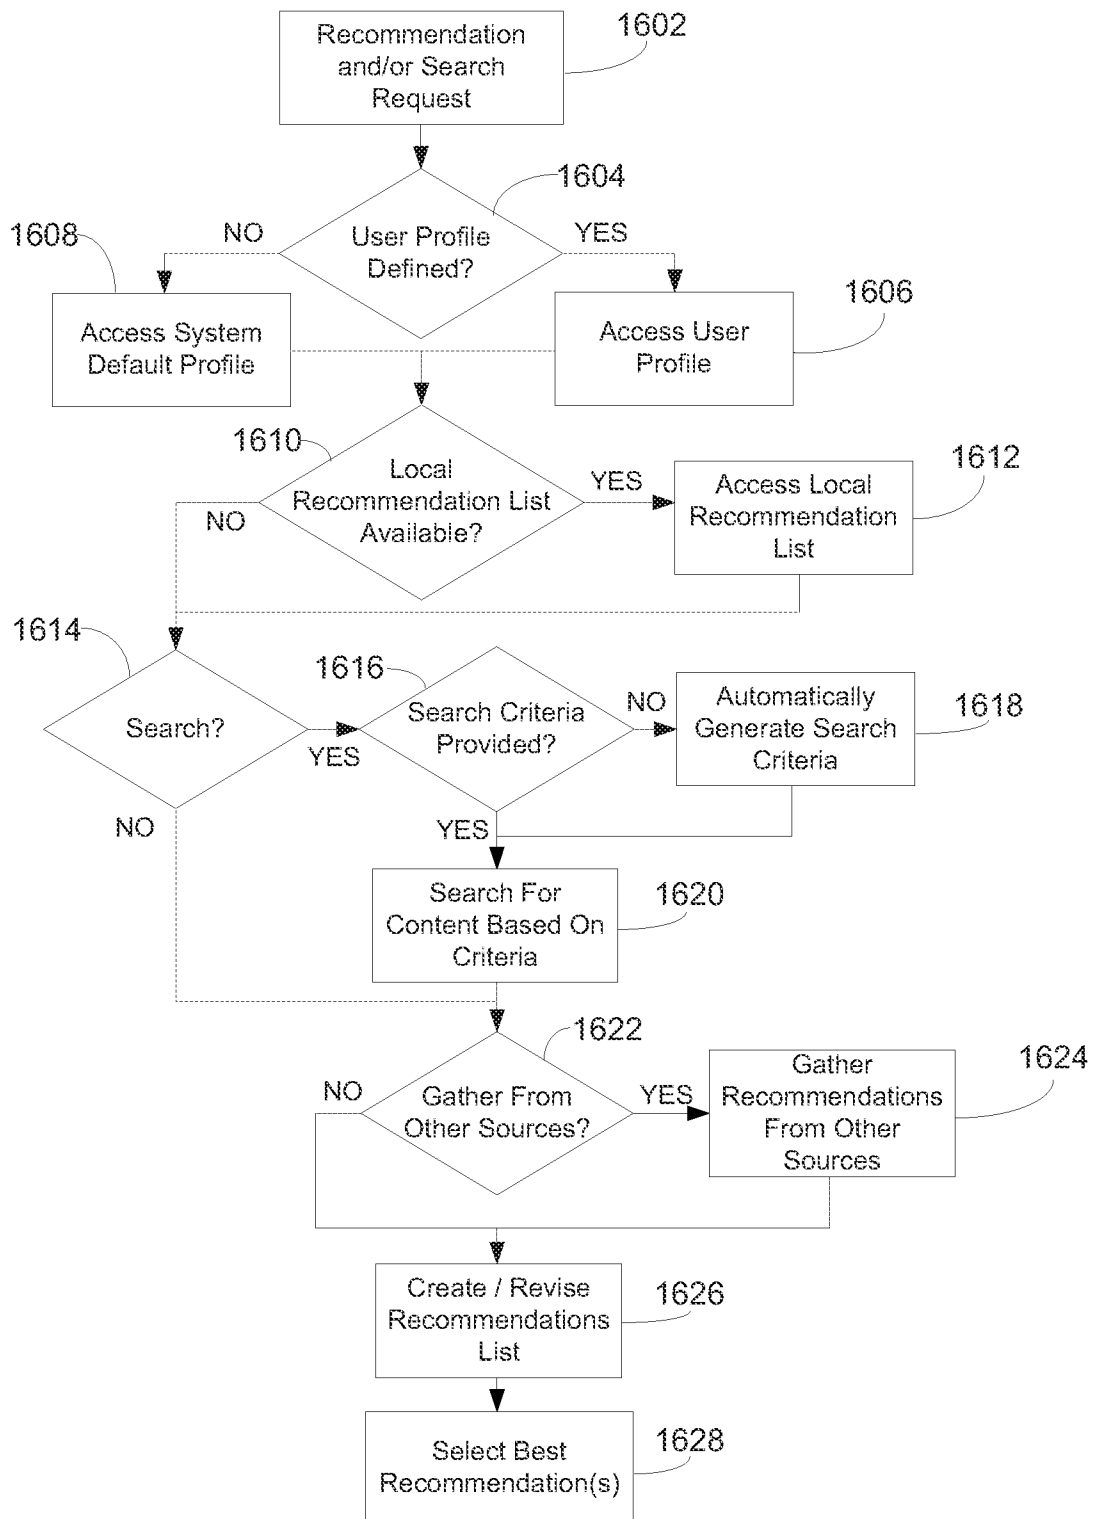 Recommendation
and/or Search
Request
1602
1604
User Profile
Defined?
NO
YES
1608
1606
Access System
Default Profile
Access User
Profile
1610
Local
Recommendation List
Available?
YES
NO
1612
Access Local
Recommendation
List
1614
Search?
YES
NO
1616
Search Criteria
Provided?
NO
YES
1618
Automatically
Generate Search
Criteria
Search For
Content Based On
Criteria
1620
1622
Gather From
Other Sources?
NO
YES
1624
Gather
Recommendations
From Other
Sources
Create / Revise
Recommendations
List
1626
Select Best
Recommendation(s)
1628